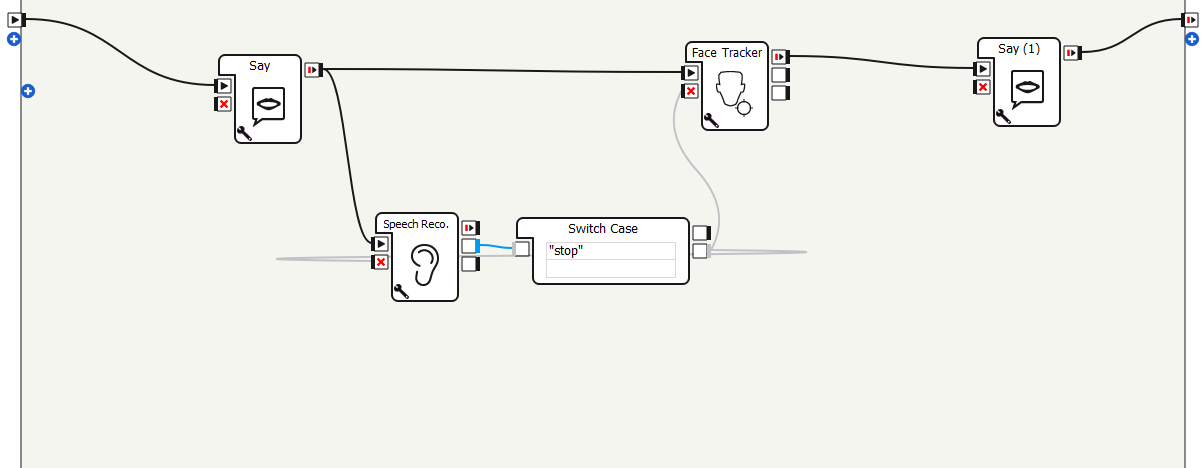 Say
Face Tracker
Say (1)
Speech Reco.
Switch Case
"stop"